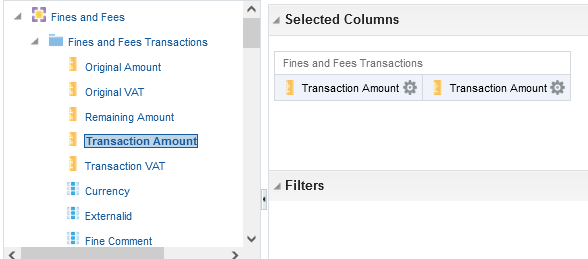 Fines and Fees
Fines and Fees Transactions
Original Amount
Original VAT
Remaining Amount
Transaction Amount
Transaction VAT
Currency
Externalid
Fine Comment
Selected Columns
Fines and Fees Transactions
Transaction Amount Transaction Amount
Filters